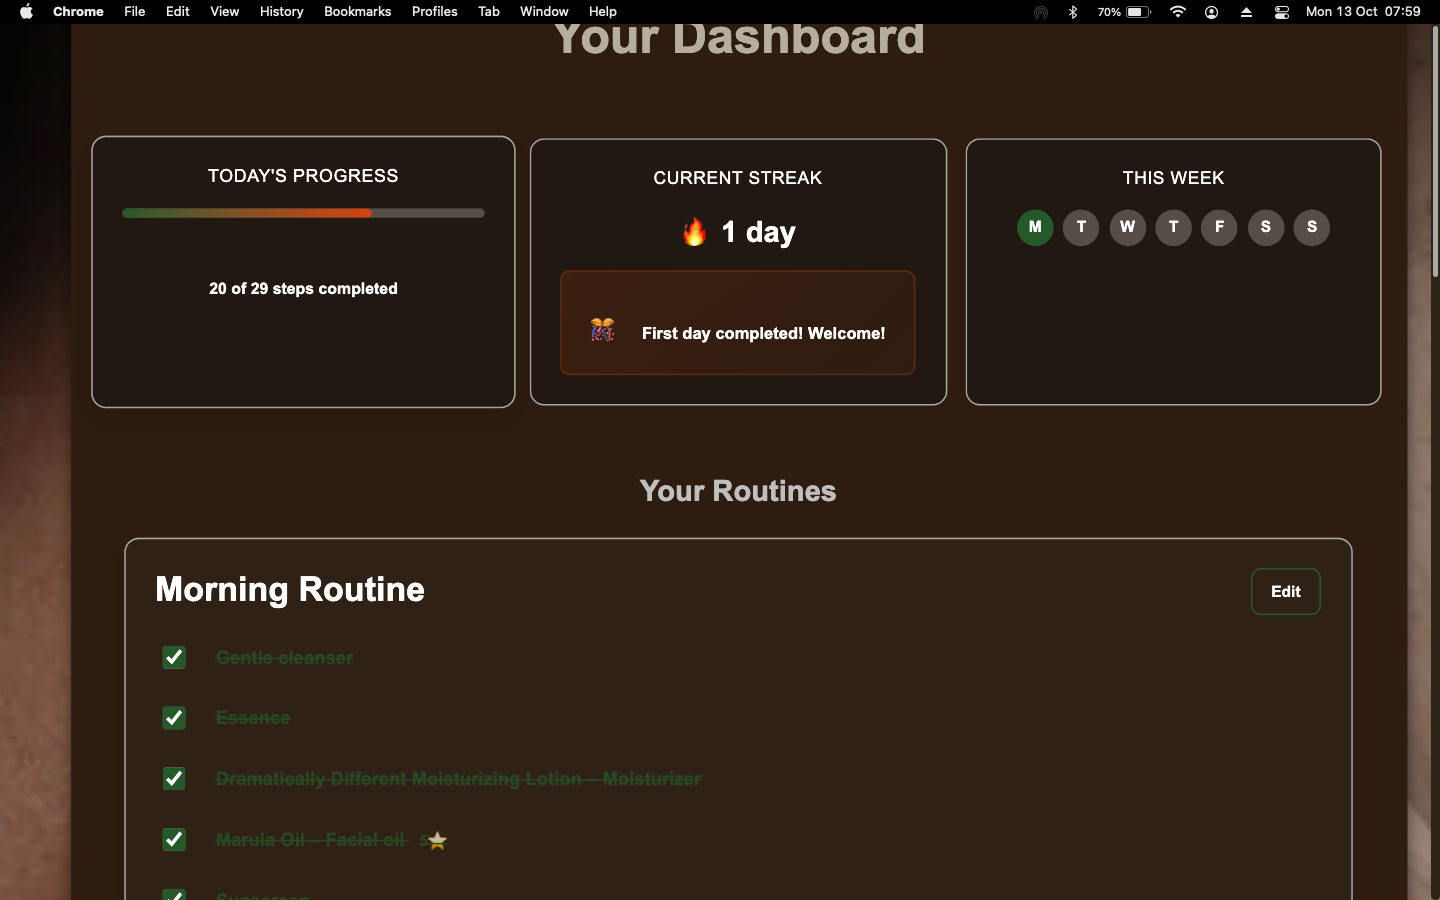 Chrome File Edit View History Bookmarks Profiles Tab Window Help 70% Mon 13 Oct 07:59
Your Dashboard
TODAY'S PROGRESS
20 of 29 steps completed
CURRENT STREAK
🔥 1 day
🎊 First day completed! Welcome!
THIS WEEK
M T W T F S S
Your Routines
Morning Routine
Edit
Gentle cleanser
Essence
Dramatically Different Moisturizing Lotion – Moisturizer
Marula Oil – Facial oil 5⭐
Sunscreen